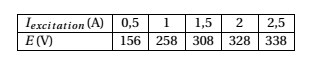 I_excitation (A) 0,5 1 1,5 2 2,5
E (V) 156 258 308 328 338